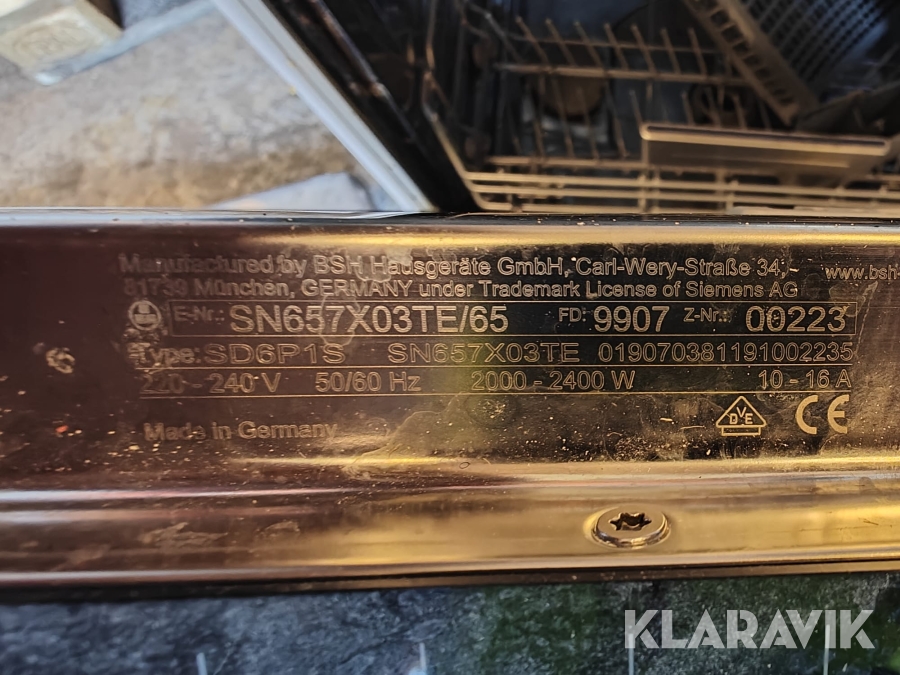 Manufactured by BSH Hausgeräte GmbH, Carl-Wery-Straße 34, www.bsh-
81739 München, GERMANY under Trademark License of Siemens AG
E-Nr.: SN657X03TE/65 FD: 9907 Z-Nr.: 00223
Type: SD6P1S SN657X03TE 019070381191002235
220 - 240 V 50/60 Hz 2000 - 2400 W 10 - 16 A
DVE CE
Made in Germany
KLARAVIK